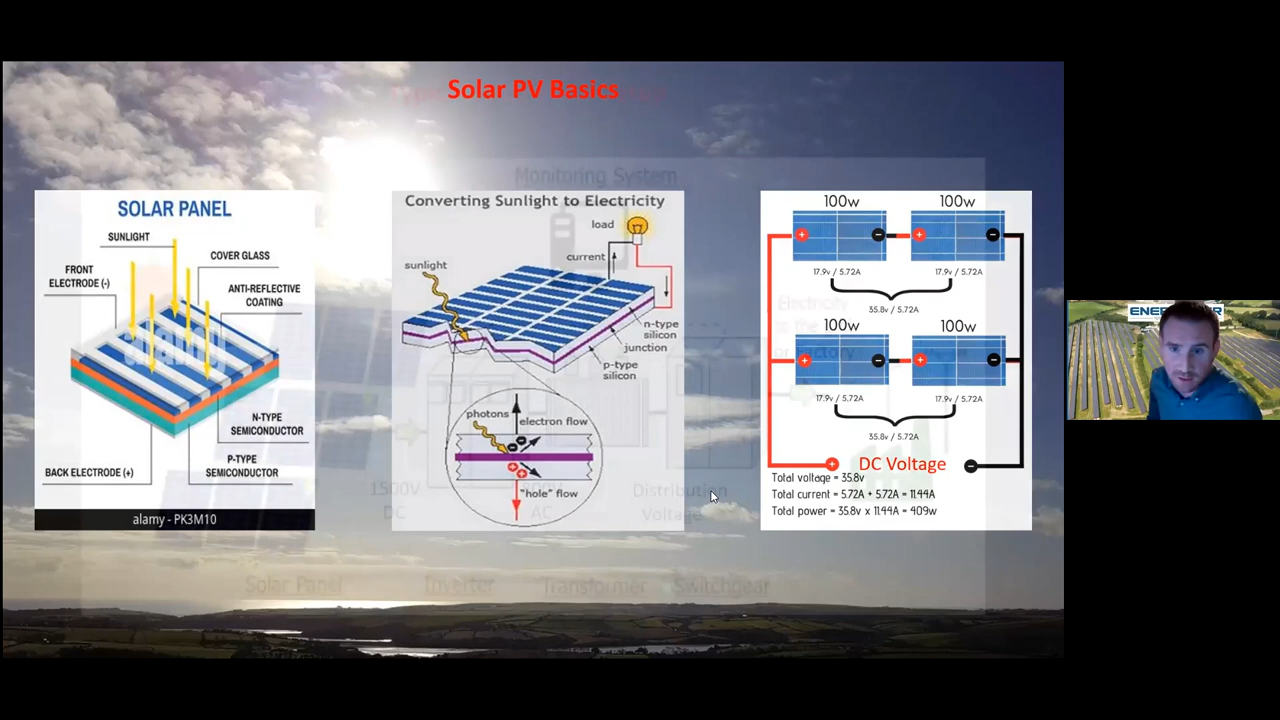 Solar PV Basics
SOLAR PANEL
SUNLIGHT
COVER GLASS
FRONT
ELECTRODE (-)
ANTI-REFLECTIVE
COATING
N-TYPE
SEMICONDUCTOR
P-TYPE
SEMICONDUCTOR
BACK ELECTRODE (+)
alamy
alamy - PK3M10
Monitoring System
Converting Sunlight to Electricity
load
current
sunlight
n-type
silicon
junction
p-type
silicon
photons
electron flow
"hole" flow
Electricity
1500V
DC
AC
Distribution
Voltage
Solar Panel
Inverter
Transformer
Switchgear
100w
100w
+
-
+
-
17.9v / 5.72A
17.9v / 5.72A
35.8v / 5.72A
100w
100w
+
-
+
-
17.9v / 5.72A
17.9v / 5.72A
35.8v / 5.72A
+ DC Voltage -
Total voltage = 35.8v
Total current = 5.72A + 5.72A = 11.44A
Total power = 35.8v x 11.44A = 409w